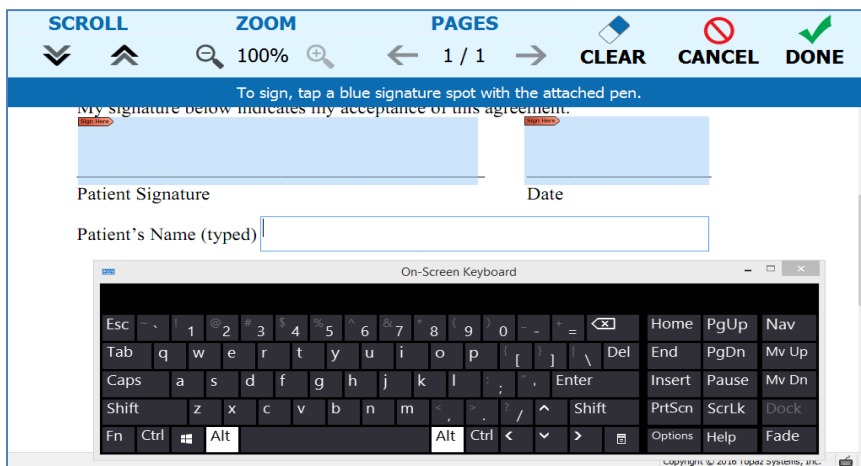 SCROLL ZOOM PAGES
100% 1 / 1 CLEAR CANCEL DONE
To sign, tap a blue signature spot with the attached pen.
My signature below indicates my acceptance of this agreement.
Sign Here Sign Here
Patient Signature Date
Patient's Name (typed)
On-Screen Keyboard
Esc ~ ` ! 1 @ 2 # 3 $ 4 % 5 ^ 6 & 7 * 8 ( 9 ) 0 _ - + = Home PgUp Nav
Tab q w e r t y u i o p { [ } ] | \ Del End PgDn Mv Up
Caps a s d f g h j k l : ; " ' Enter Insert Pause Mv Dn
Shift z x c v b n m < , > . ? / ^ Shift PrtScn ScrLk Dock
Fn Ctrl Alt Alt Ctrl Options Help Fade
Copyright © 2016 Topaz Systems, Inc.